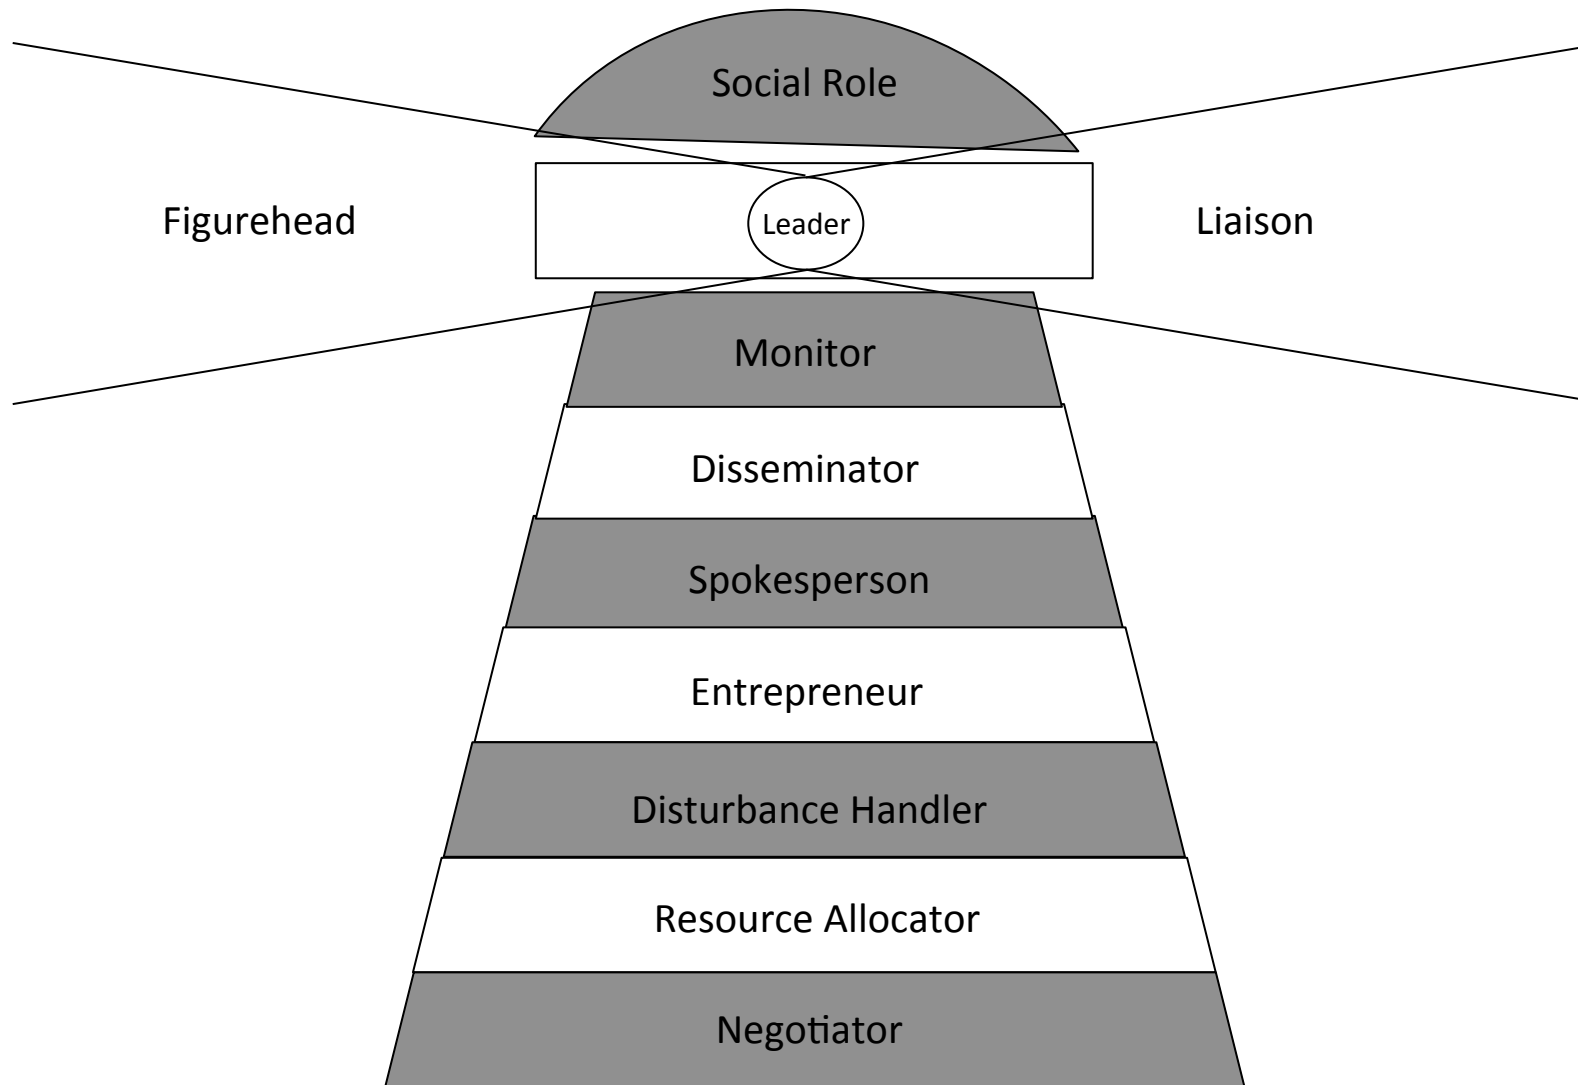 Social Role
Figurehead
Leader
Liaison
Monitor
Disseminator
Spokesperson
Entrepreneur
Disturbance Handler
Resource Allocator
Negotiator